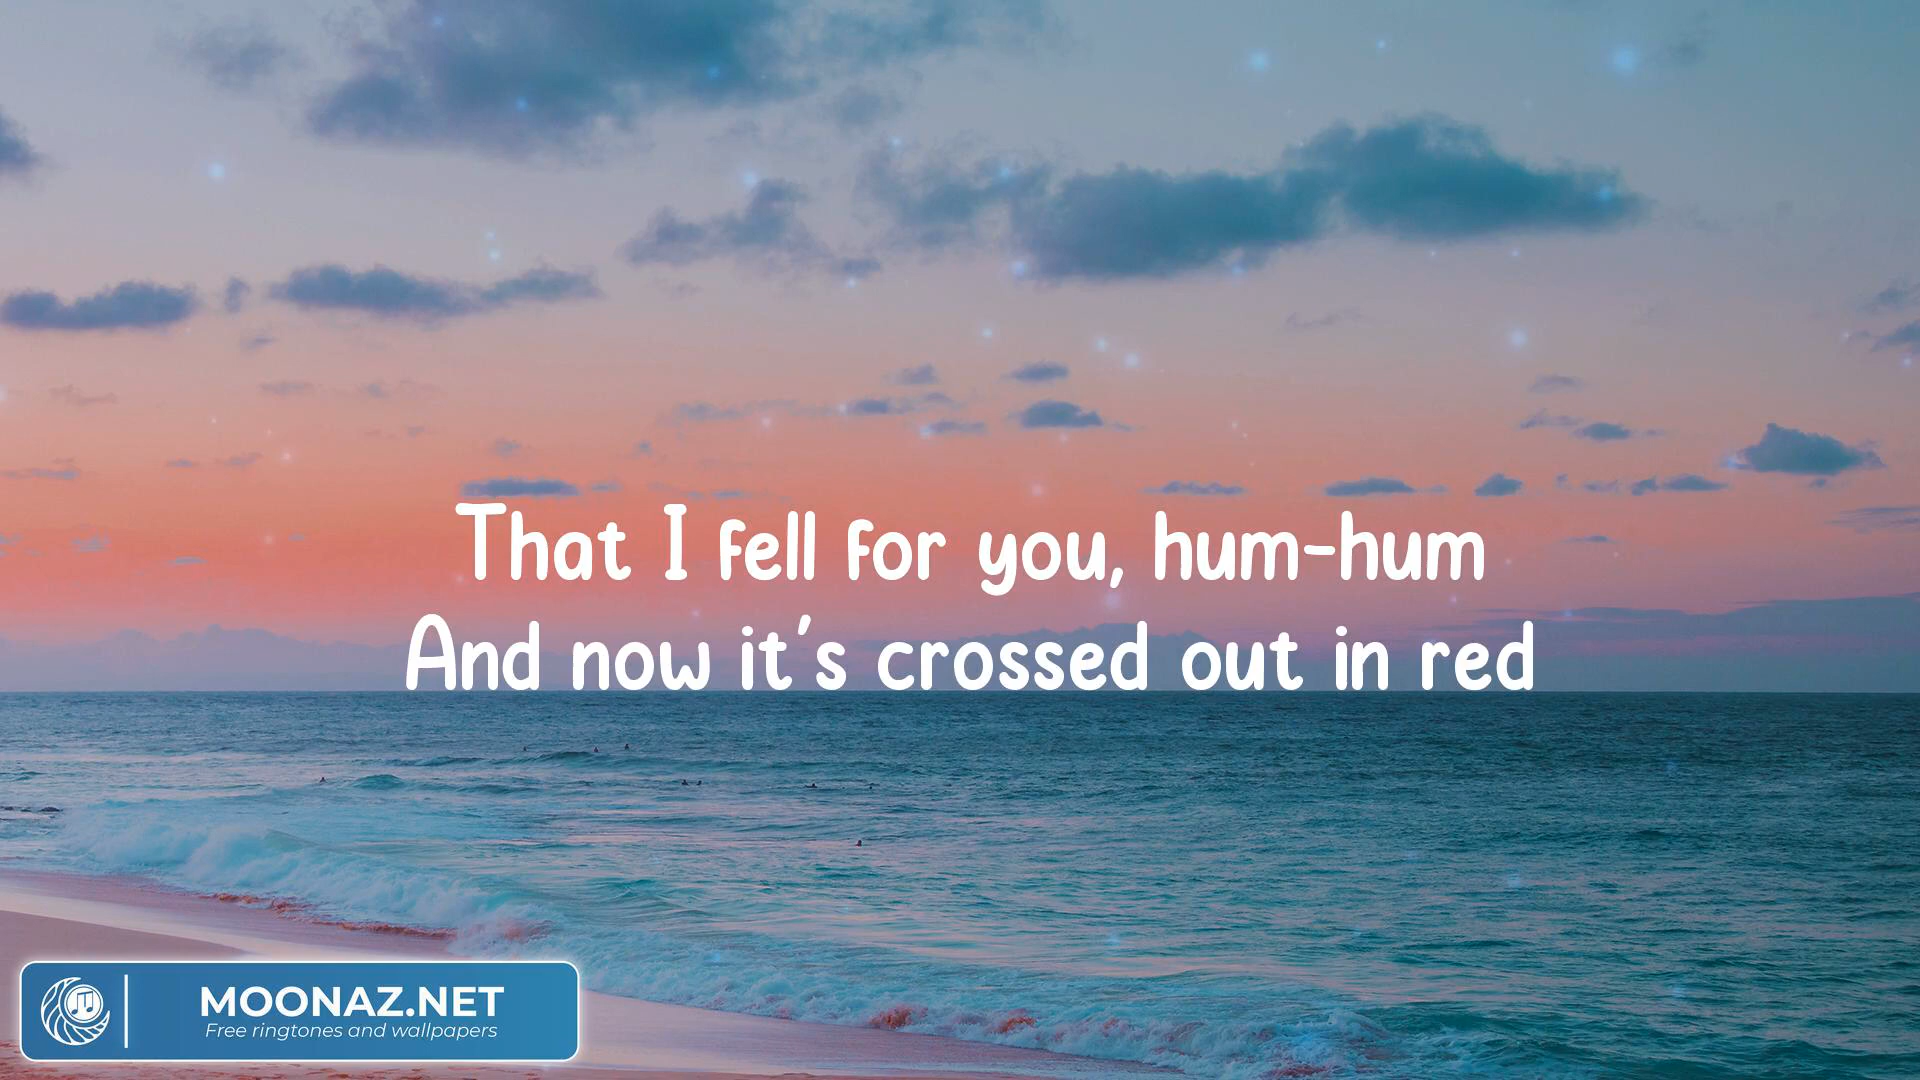 That I fell for you, hum-hum
And now it's crossed out in red
MOONAZ.NET
Free ringtones and wallpapers